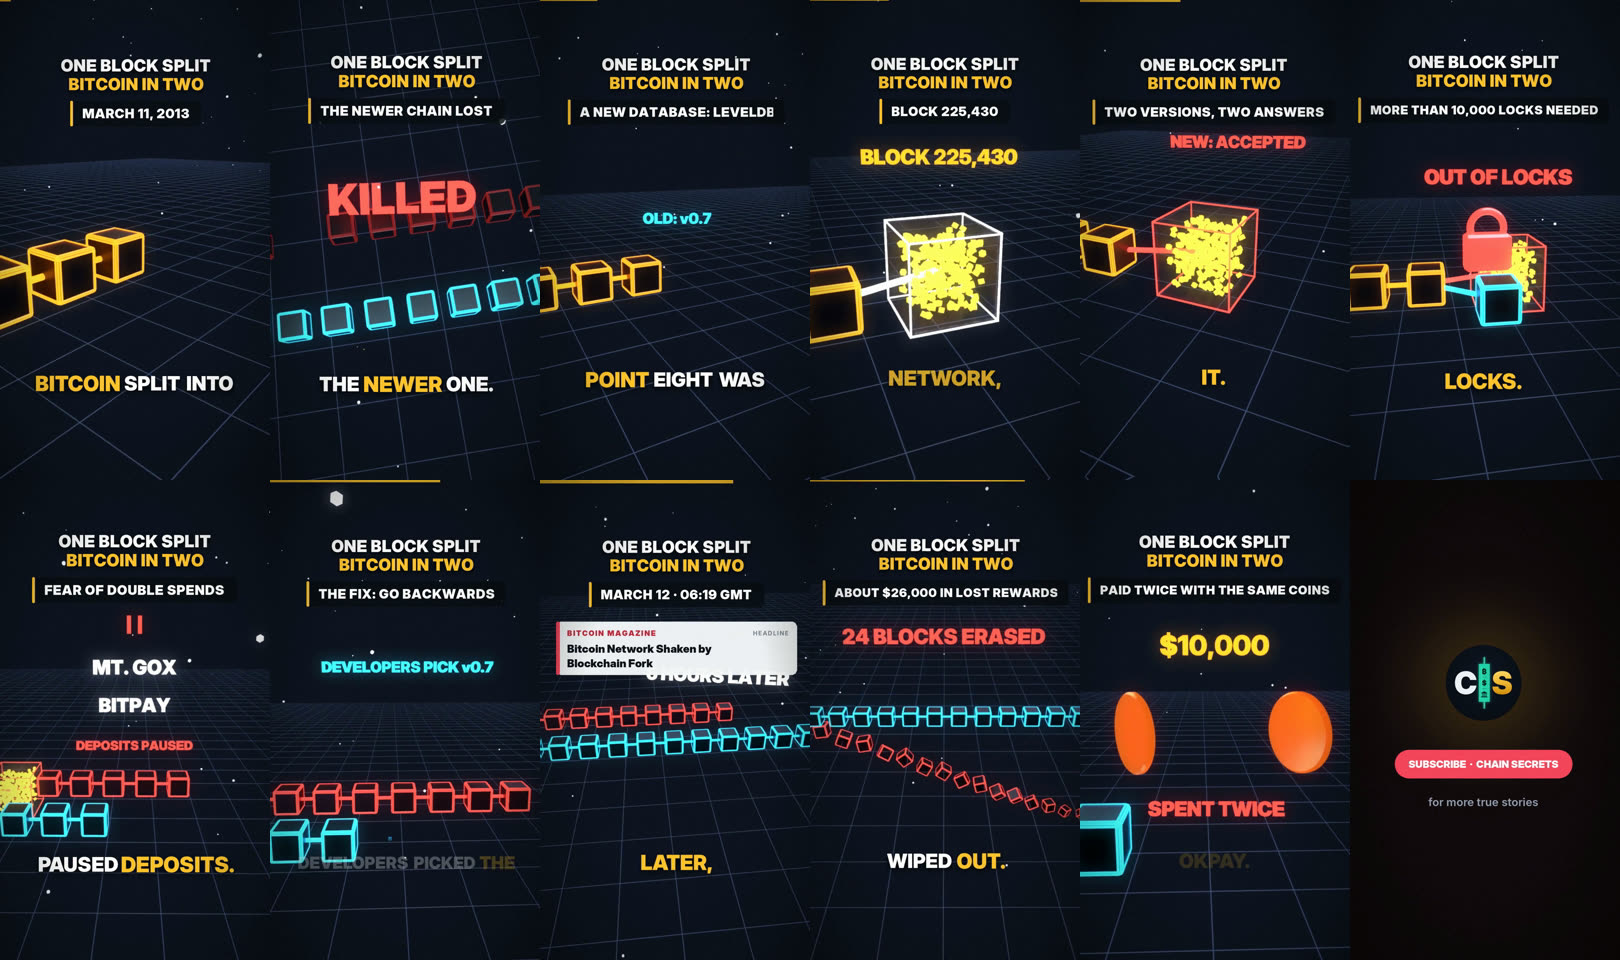 ONE BLOCK SPLIT
BITCOIN IN TWO
MARCH 11, 2013
BITCOIN SPLIT INTO
ONE BLOCK SPLIT
BITCOIN IN TWO
THE NEWER CHAIN LOST
KILLED
THE NEWER ONE.
ONE BLOCK SPLIT
BITCOIN IN TWO
A NEW DATABASE: LEVELDB
OLD: v0.7
POINT EIGHT WAS
ONE BLOCK SPLIT
BITCOIN IN TWO
BLOCK 225,430
BLOCK 225,430
NETWORK,
ONE BLOCK SPLIT
BITCOIN IN TWO
TWO VERSIONS, TWO ANSWERS
NEW: ACCEPTED
IT.
ONE BLOCK SPLIT
BITCOIN IN TWO
MORE THAN 10,000 LOCKS NEEDED
OUT OF LOCKS
LOCKS.
ONE BLOCK SPLIT
BITCOIN IN TWO
FEAR OF DOUBLE SPENDS
MT. GOX
BITPAY
DEPOSITS PAUSED
PAUSED DEPOSITS.
ONE BLOCK SPLIT
BITCOIN IN TWO
THE FIX: GO BACKWARDS
DEVELOPERS PICK v0.7
DEVELOPERS PICKED THE
ONE BLOCK SPLIT
BITCOIN IN TWO
MARCH 12 · 06:19 GMT
BITCOIN MAGAZINE
HEADLINE
Bitcoin Network Shaken by
Blockchain Fork
HOURS LATER
LATER,
ONE BLOCK SPLIT
BITCOIN IN TWO
ABOUT $26,000 IN LOST REWARDS
24 BLOCKS ERASED
WIPED OUT.
ONE BLOCK SPLIT
BITCOIN IN TWO
PAID TWICE WITH THE SAME COINS
$10,000
SPENT TWICE
OKPAY.
C S
SUBSCRIBE · CHAIN SECRETS
for more true stories